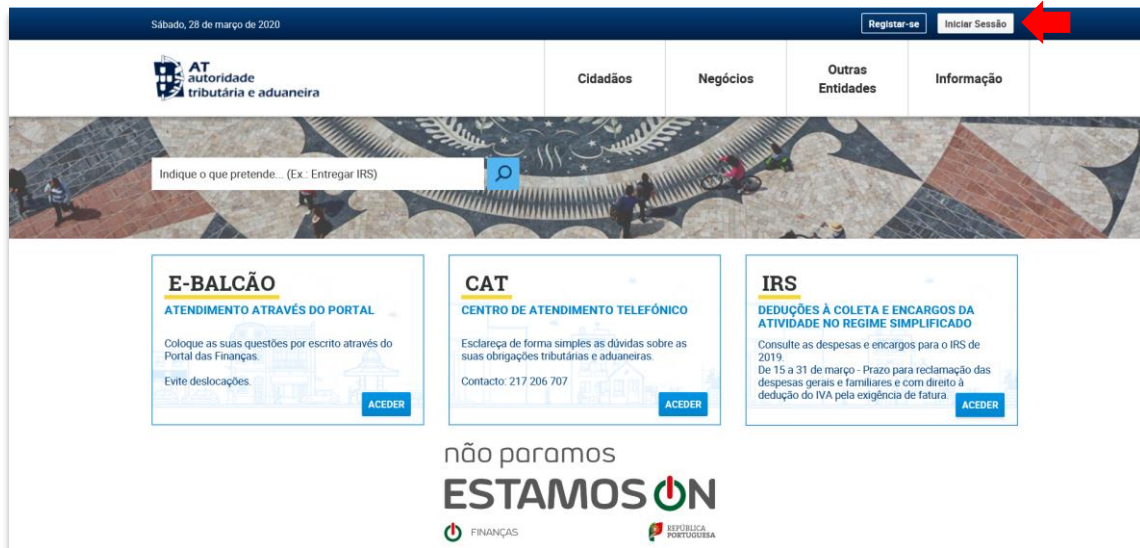 Sábado, 28 de março de 2020
Registar-se
Iniciar Sessão
AT
autoridade
tributária e aduaneira
Cidadãos
Negócios
Outras
Entidades
Informação
Indique o que pretende... (Ex.: Entregar IRS)
E-BALCÃO
ATENDIMENTO ATRAVÉS DO PORTAL
Coloque as suas questões por escrito através do
Portal das Finanças.
Evite deslocações.
ACEDER
CAT
CENTRO DE ATENDIMENTO TELEFÓNICO
Esclareça de forma simples as dúvidas sobre as
suas obrigações tributárias e aduaneiras.
Contacto: 217 206 707
ACEDER
IRS
DEDUÇÕES À COLETA E ENCARGOS DA
ATIVIDADE NO REGIME SIMPLIFICADO
Consulte as despesas e encargos para o IRS de
2019.
De 15 a 31 de março - Prazo para reclamação das
despesas gerais e familiares e com direito à
dedução do IVA pela exigência de fatura.
ACEDER
não paramos
ESTAMOS ON
FINANÇAS
REPÚBLICA
PORTUGUESA